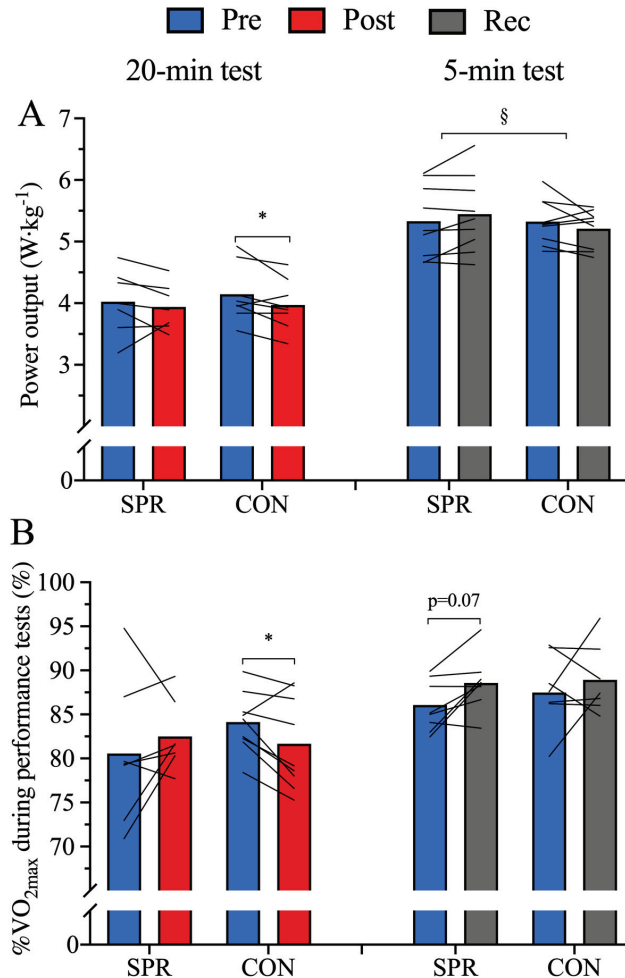 Pre Post Rec
20-min test 5-min test
A
Power output (W·kg⁻¹)
7
6
5
4
3
0
*
§
SPR CON SPR CON
B
%VO₂max during performance tests (%)
100
95
90
85
80
75
70
0
*
p=0.07
SPR CON SPR CON